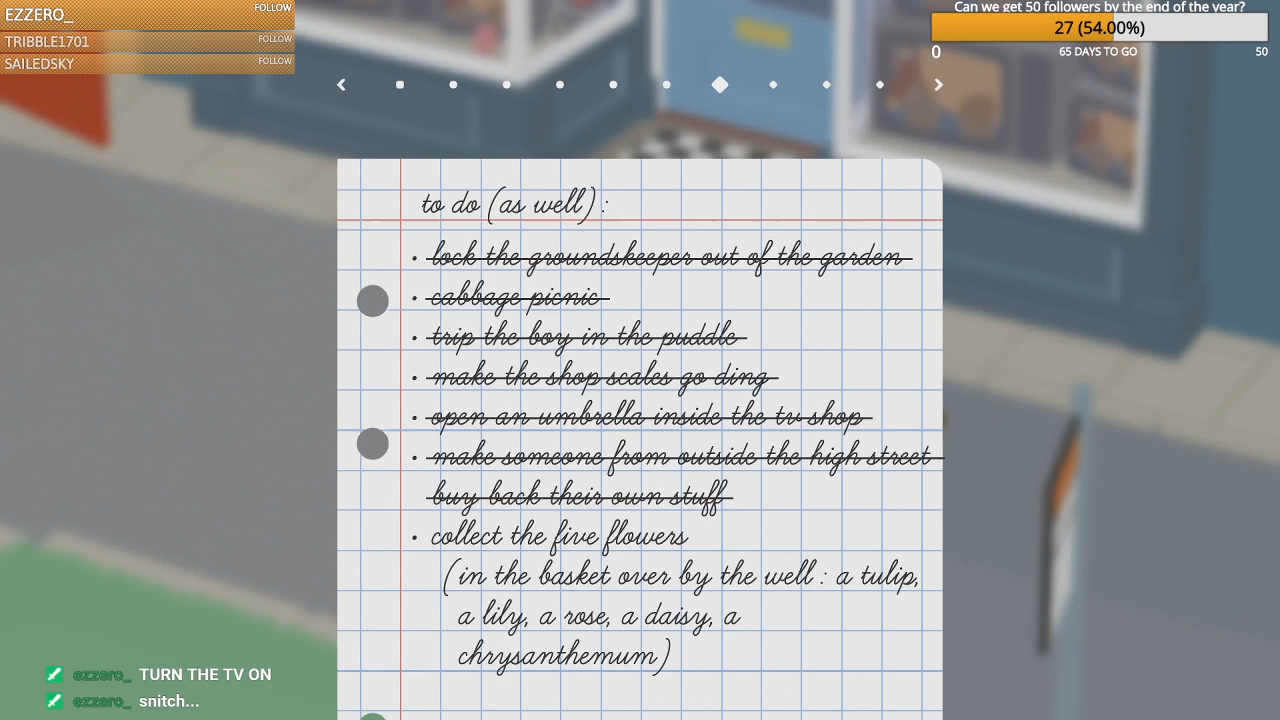 EZZERO_ FOLLOW
TRIBBLE1701 FOLLOW
SAILEDSKY FOLLOW
Can we get 50 followers by the end of the year?
27 (54.00%)
0 65 DAYS TO GO 50
to do (as well) :
• lock the groundskeeper out of the garden
• cabbage picnic
• trip the boy in the puddle
• make the shop scales go ding
• open an umbrella inside the tv shop
• make someone from outside the high street
buy back their own stuff
• collect the five flowers
(in the basket over by the well : a tulip,
a lily, a rose, a daisy, a
chrysanthemum)
ezzero_ TURN THE TV ON
ezzero_ snitch...